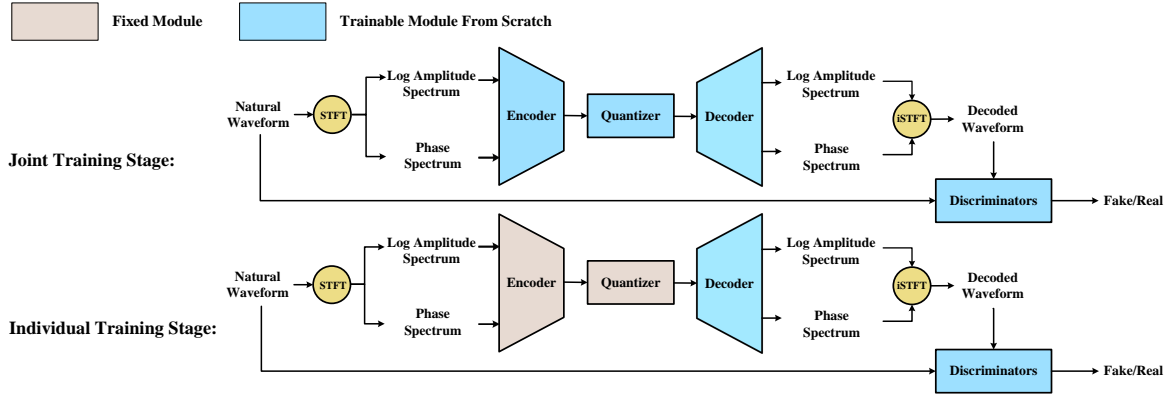 Fixed Module
Trainable Module From Scratch
Joint Training Stage:
Natural
Waveform
STFT
Log Amplitude
Spectrum
Phase
Spectrum
Encoder
Quantizer
Decoder
Log Amplitude
Spectrum
Phase
Spectrum
iSTFT
Decoded
Waveform
Discriminators
Fake/Real
Individual Training Stage:
Natural
Waveform
STFT
Log Amplitude
Spectrum
Phase
Spectrum
Encoder
Quantizer
Decoder
Log Amplitude
Spectrum
Phase
Spectrum
iSTFT
Decoded
Waveform
Discriminators
Fake/Real